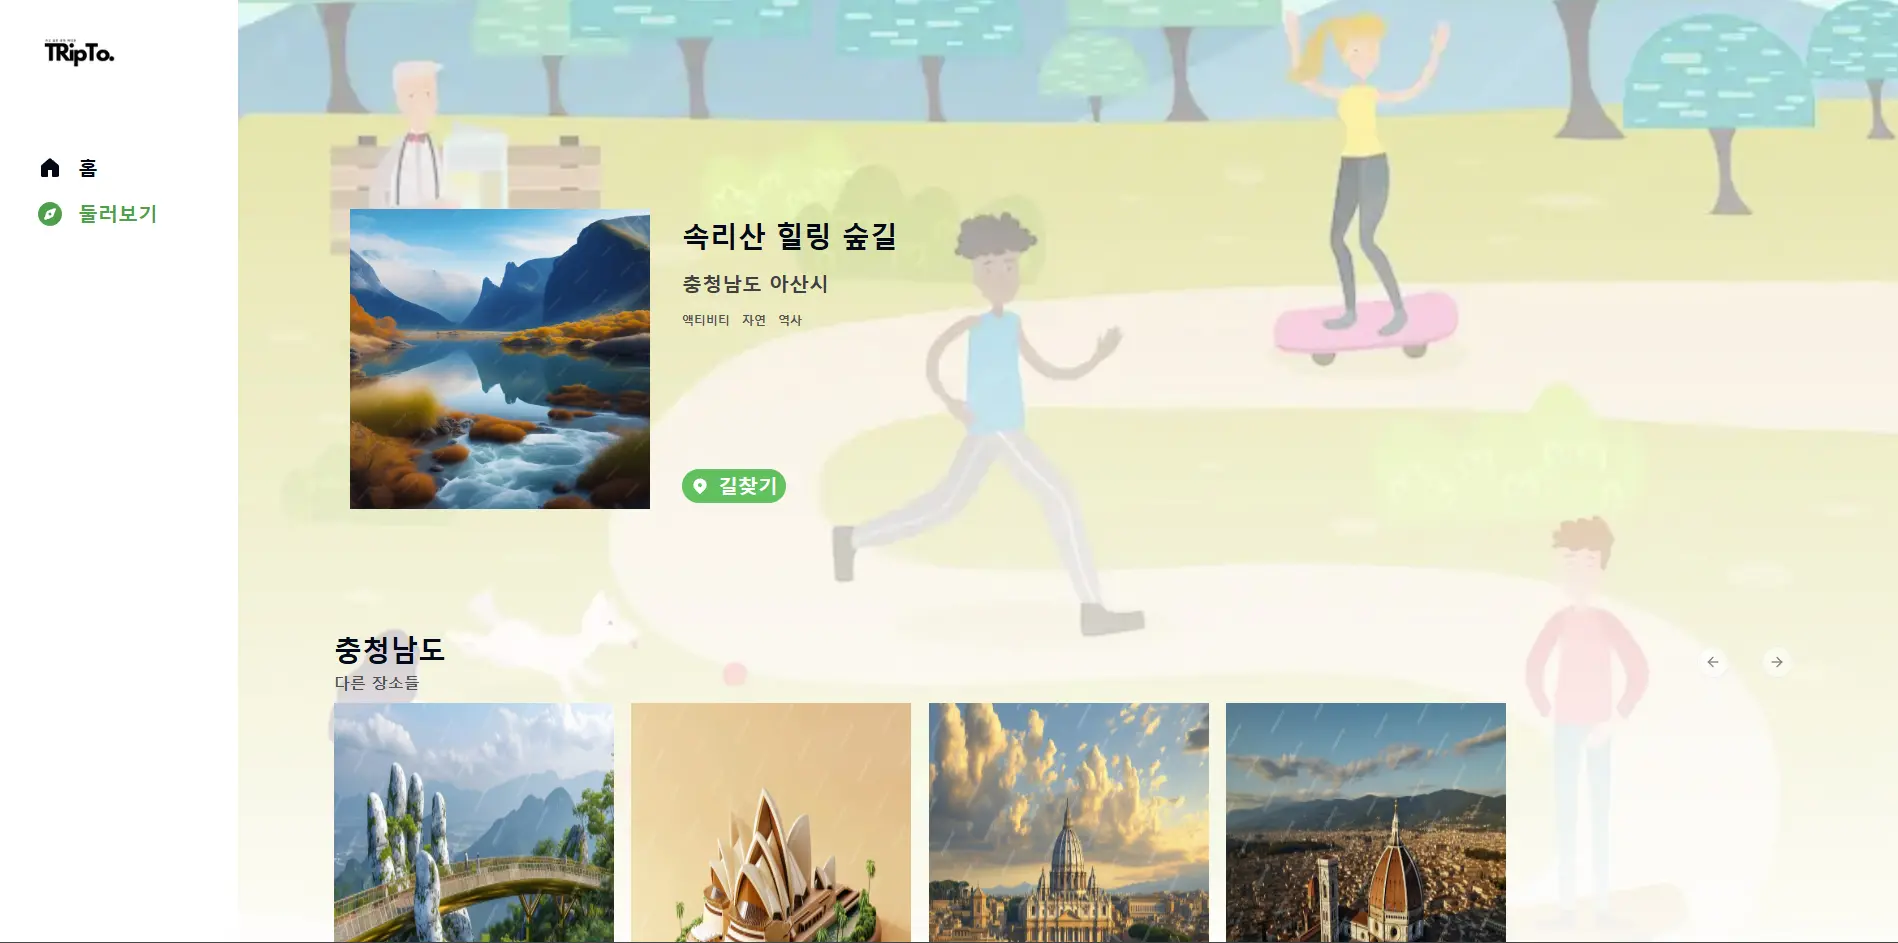 TRipTo.
홈
둘러보기
속리산 힐링 숲길
충청남도 아산시
액티비티 자연 역사
길찾기
충청남도
다른 장소들